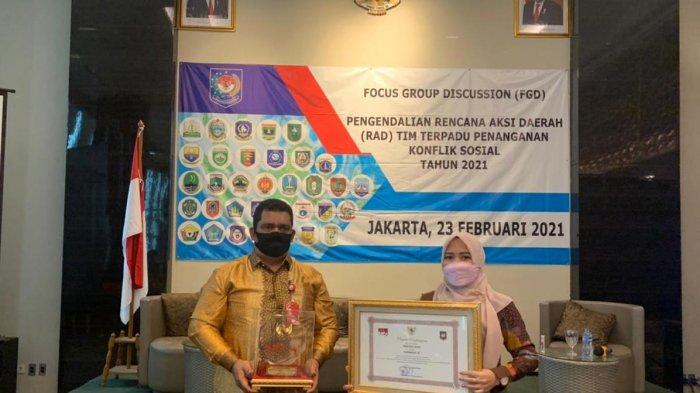 FOCUS GROUP DISCUSSION (FGD)
PENGENDALIAN RENCANA AKSI DAERAH
(RAD) TIM TERPADU PENANGANAN
KONFLIK SOSIAL
TAHUN 2021
JAKARTA, 23 FEBRUARI 2021